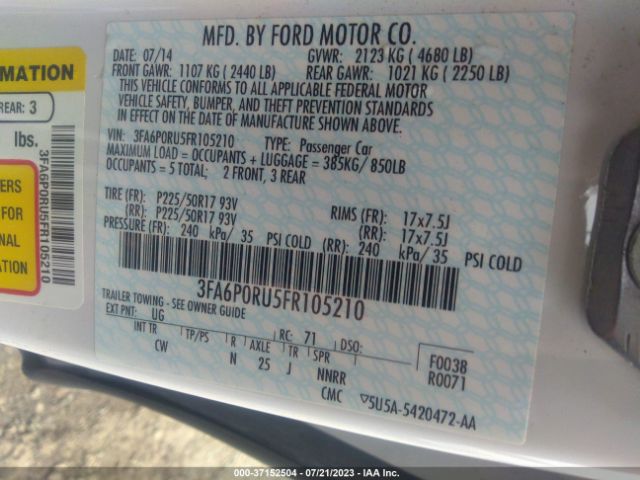 MFD. BY FORD MOTOR CO.
DATE: 07/14 GVWR: 2123 KG ( 4680 LB)
FRONT GAWR: 1107 KG ( 2440 LB) REAR GAWR: 1021 KG ( 2250 LB)
THIS VEHICLE CONFORMS TO ALL APPLICABLE FEDERAL MOTOR
VEHICLE SAFETY, BUMPER, AND THEFT PREVENTION STANDARDS
IN EFFECT ON THE DATE OF MANUFACTURE SHOWN ABOVE.
VIN: 3FA6P0RU5FR105210 TYPE: Passenger Car
MAXIMUM LOAD = OCCUPANTS + LUGGAGE = 385KG/ 850LB
OCCUPANTS = 5 TOTAL; 2 FRONT, 3 REAR
TIRE (FR): P225/50R17 93V RIMS (FR): 17x7.5J
(RR): P225/50R17 93V (RR): 17x7.5J
PRESSURE (FR): 240 kPa/ 35 PSI COLD (RR): 240 kPa/ 35 PSI COLD
3FA6P0RU5FR105210
TRAILER TOWING - SEE OWNER GUIDE
EXT PNT: UG RC: 71 DSO:
INT TR TP/PS R AXLE TR SPR
CW N 25 J NNRR
F0038
R0071
CMC ▽5U5A-5420472-AA
ORMATION
REAR: 3
lbs.
3FA6P0RU5FR105210
ERS
FOR
NAL
ATION
000-37152504 07/21/2023 IAA Inc.